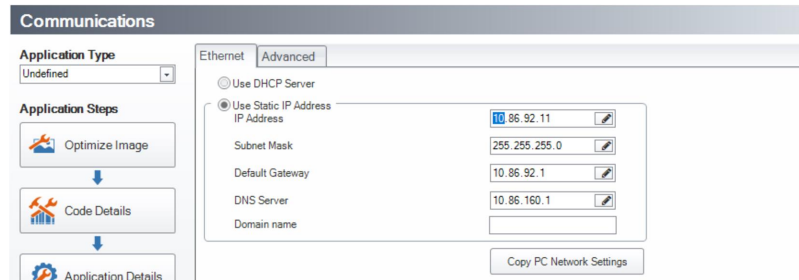 Communications
Application Type
Undefined
Application Steps
Optimize Image
Code Details
Application Details
Ethernet
Advanced
Use DHCP Server
Use Static IP Address
IP Address 10.86.92.11
Subnet Mask 255.255.255.0
Default Gateway 10.86.92.1
DNS Server 10.86.160.1
Domain name
Copy PC Network Settings